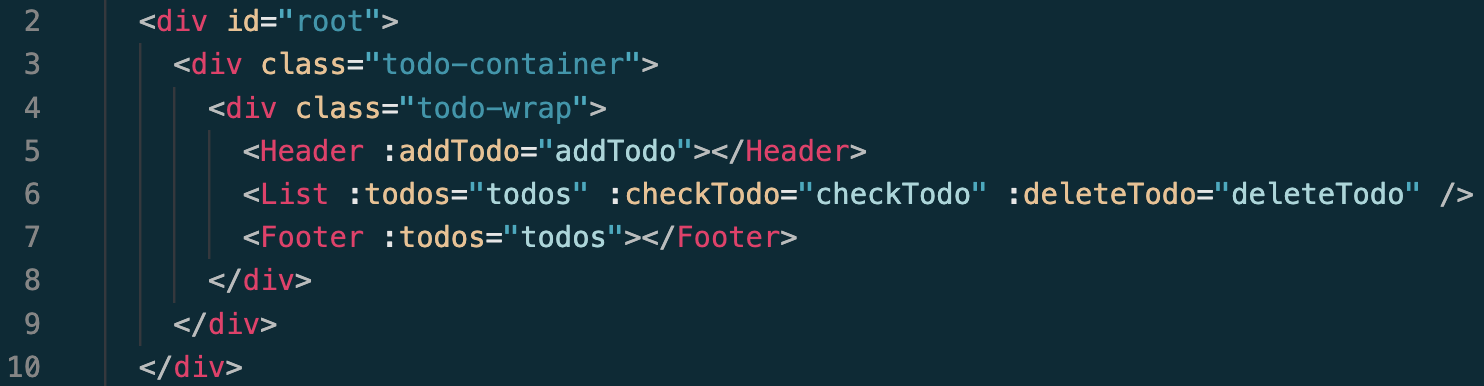 2 <div id="root">
3 <div class="todo-container">
4 <div class="todo-wrap">
5 <Header :addTodo="addTodo"></Header>
6 <List :todos="todos" :checkTodo="checkTodo" :deleteTodo="deleteTodo" />
7 <Footer :todos="todos"></Footer>
8 </div>
9 </div>
10 </div>